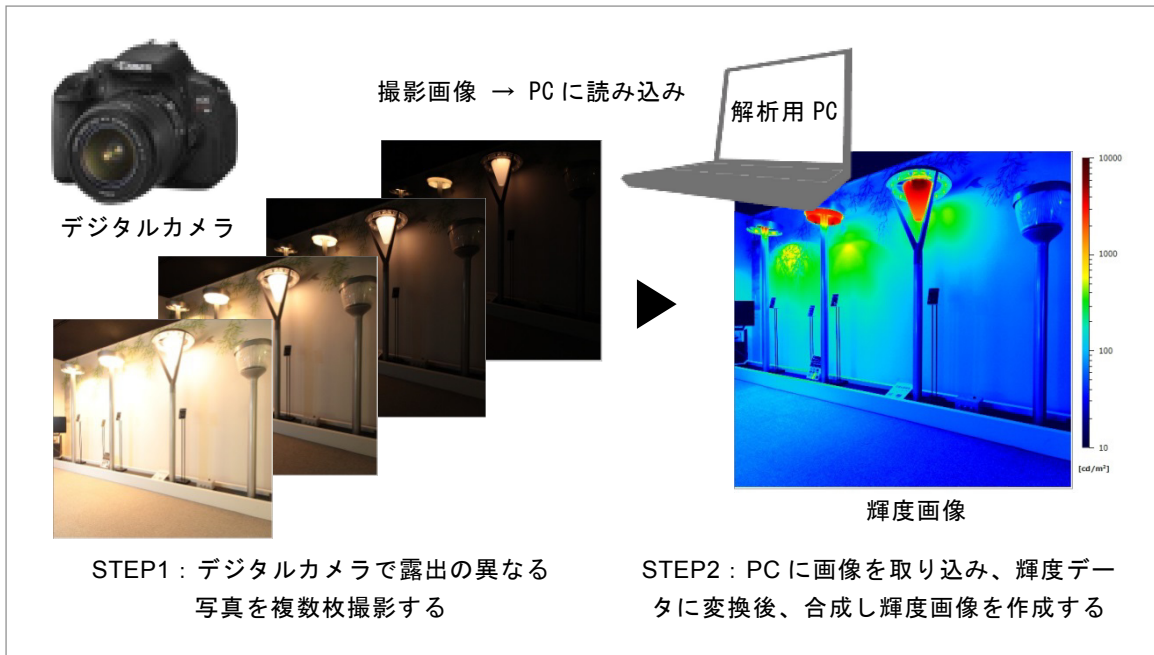 Canon
撮影画像 → PCに読み込み
解析用 PC
デジタルカメラ
10000
1000
100
10
[cd/m²]
輝度画像
STEP1：デジタルカメラで露出の異なる
写真を複数枚撮影する
STEP2：PC に画像を取り込み、輝度デー
タに変換後、合成し輝度画像を作成する